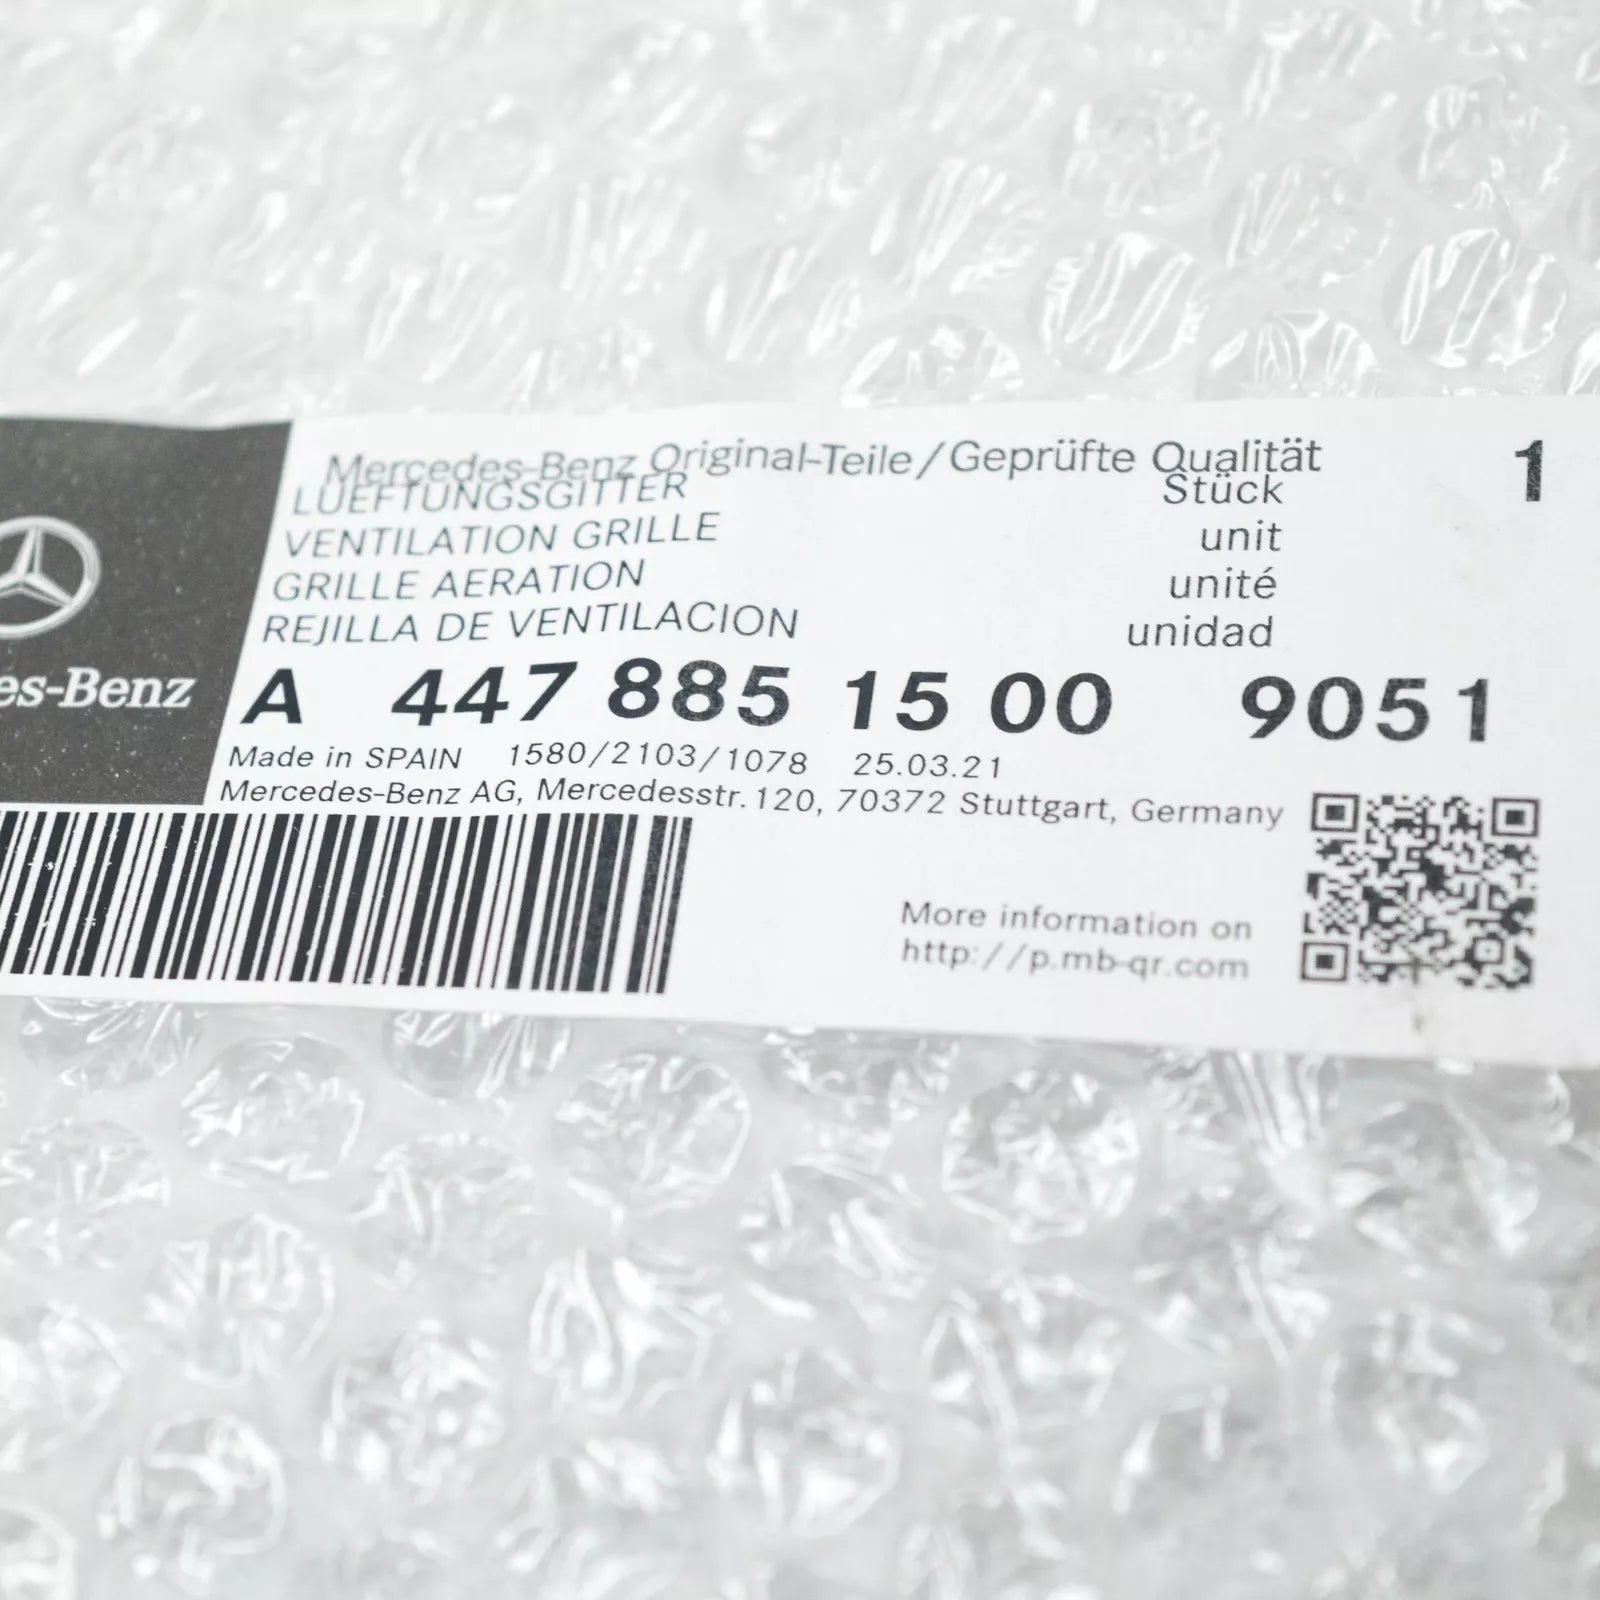 Mercedes-Benz Original-Teile/Geprüfte Qualität
LUEFTUNGSGITTER Stück 1
VENTILATION GRILLE unit
GRILLE AERATION unité
REJILLA DE VENTILACION unidad
es-Benz
A 447 885 15 00 9051
Made in SPAIN 1580/2103/1078 25.03.21
Mercedes-Benz AG, Mercedesstr. 120, 70372 Stuttgart, Germany
More information on
http://p.mb-qr.com